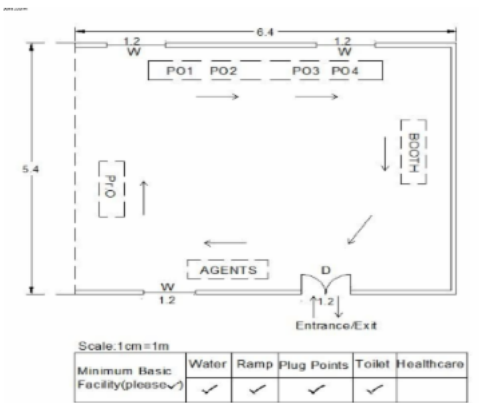 6.4
1.2 1.2
W W
PO1 PO2 PO3 PO4
BOOTH
5.4
PrO
AGENTS D
W
1.2 1.2
Entrance/Exit
Scale:1cm=1m
Minimum Basic Facility(please✓) Water Ramp Plug Points Toilet Healthcare
✓ ✓ ✓ ✓